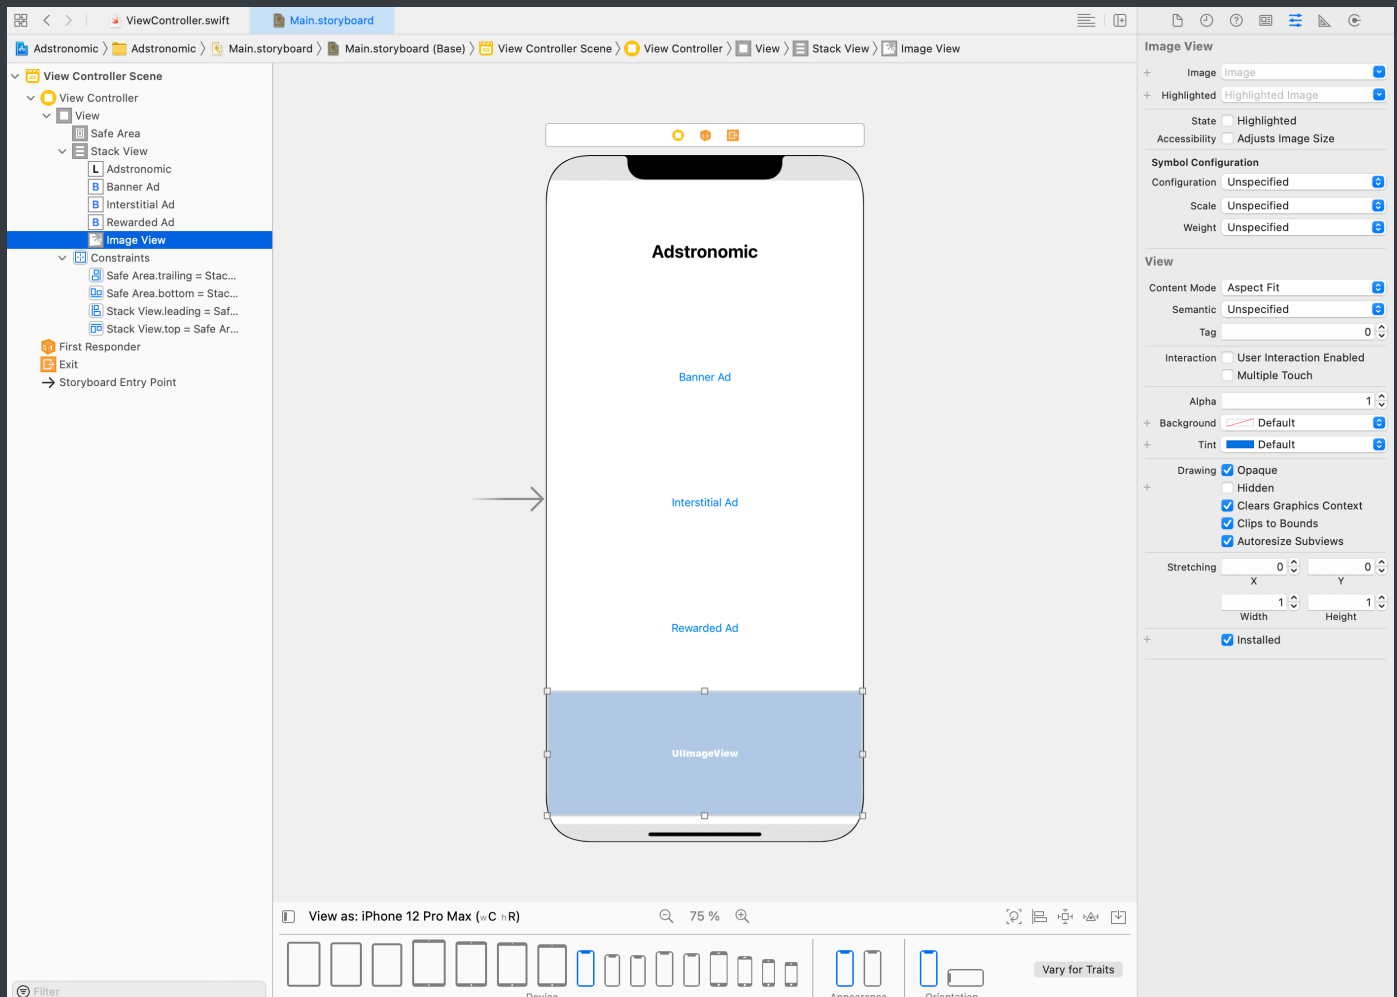 ViewController.swift
Main.storyboard
Adstronomic
Adstronomic
Main.storyboard
Main.storyboard (Base)
View Controller Scene
View Controller
View
Stack View
Image View
View Controller Scene
View Controller
View
Safe Area
Stack View
L Adstronomic
B Banner Ad
B Interstitial Ad
B Rewarded Ad
Image View
Constraints
Safe Area.trailing = Stac...
Safe Area.bottom = Stac...
Stack View.leading = Saf...
Stack View.top = Safe Ar...
First Responder
Exit
Storyboard Entry Point
Filter
Adstronomic
Banner Ad
Interstitial Ad
Rewarded Ad
UIImageView
View as: iPhone 12 Pro Max (wC hR)
75 %
Device
Appearance
Orientation
Vary for Traits
Image View
Image Image
Highlighted Highlighted Image
State Highlighted
Accessibility Adjusts Image Size
Symbol Configuration
Configuration Unspecified
Scale Unspecified
Weight Unspecified
View
Content Mode Aspect Fit
Semantic Unspecified
Tag 0
Interaction User Interaction Enabled
Multiple Touch
Alpha 1
Background Default
Tint Default
Drawing Opaque
Hidden
Clears Graphics Context
Clips to Bounds
Autoresize Subviews
Stretching 0 0
X Y
1 1
Width Height
Installed